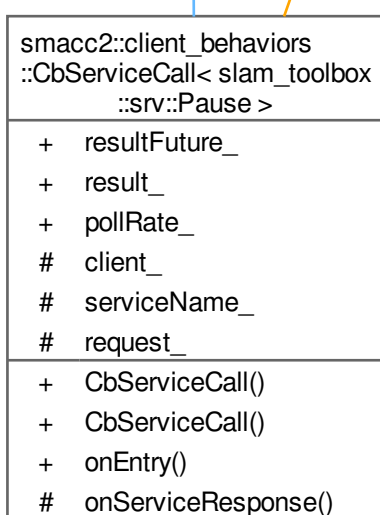 smacc2::client_behaviors
::CbServiceCall< slam_toolbox
::srv::Pause >
+ resultFuture_
+ result_
+ pollRate_
# client_
# serviceName_
# request_
+ CbServiceCall()
+ CbServiceCall()
+ onEntry()
# onServiceResponse()